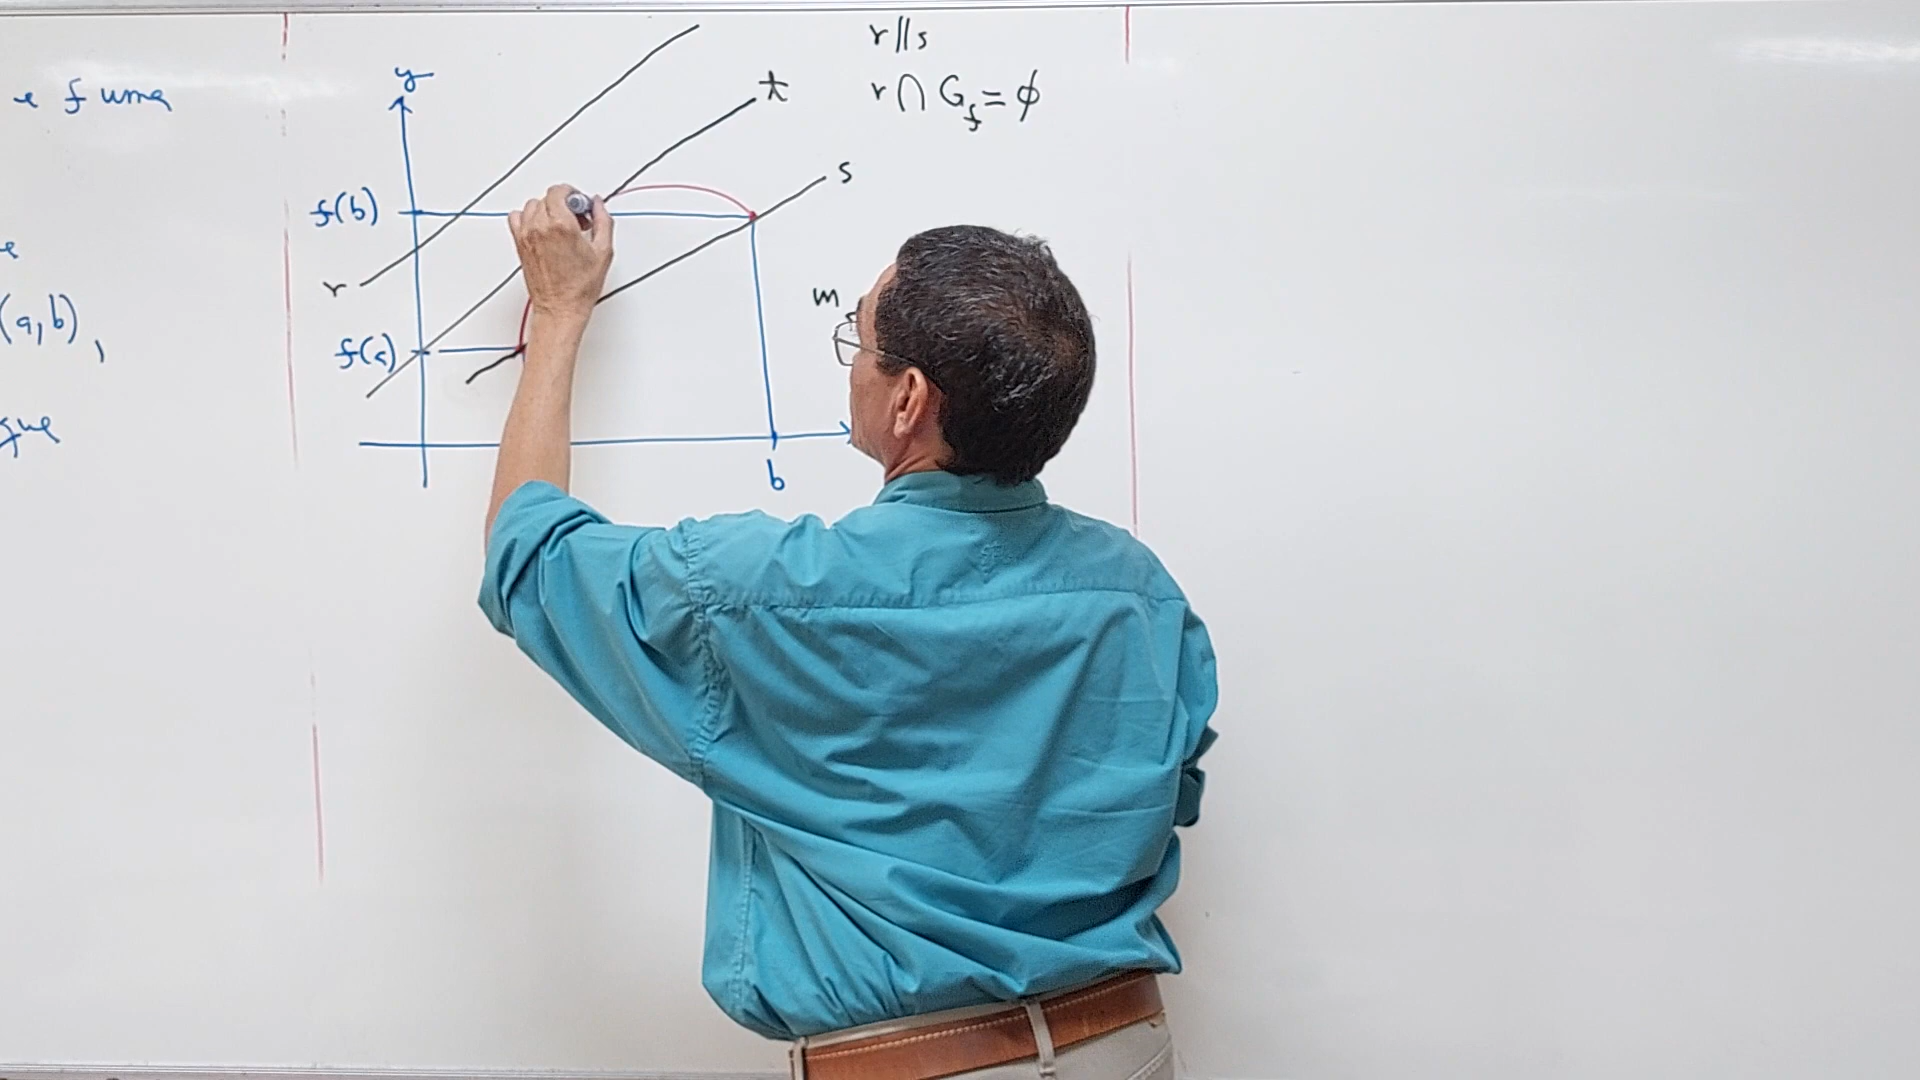 e f uma
e
(a,b),
que
y
r//s
t
r ∩ G_f = ∅
s
f(b)
r
m
f(a)
b